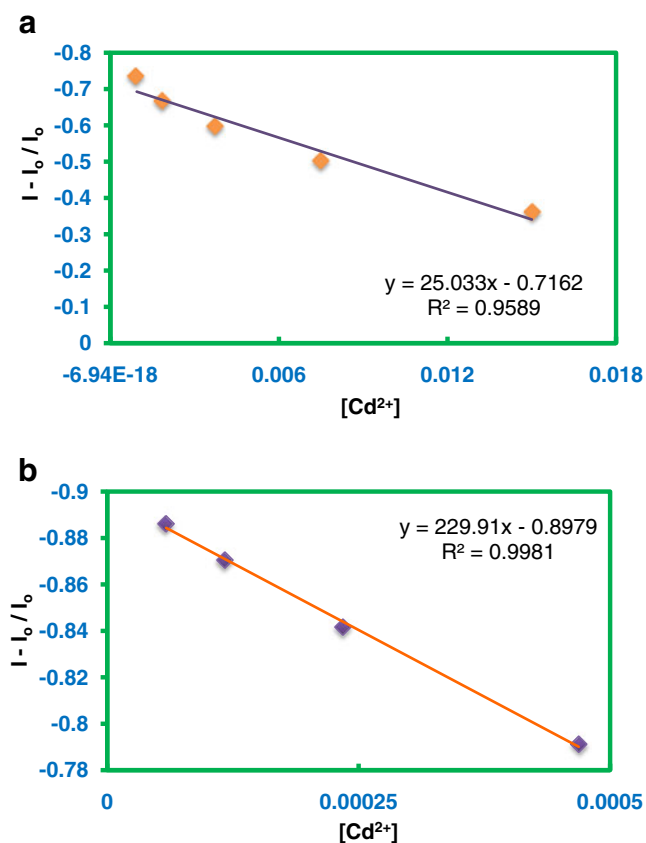 a
-0.8
-0.7
-0.6
-0.5
-0.4
-0.3
-0.2
-0.1
0
I - Iₒ / Iₒ
y = 25.033x - 0.7162
R² = 0.9589
-6.94E-18 0.006 0.012 0.018
[Cd²⁺]
b
-0.9
-0.88
-0.86
-0.84
-0.82
-0.8
-0.78
I - Iₒ / Iₒ
y = 229.91x - 0.8979
R² = 0.9981
0 0.00025 0.0005
[Cd²⁺]